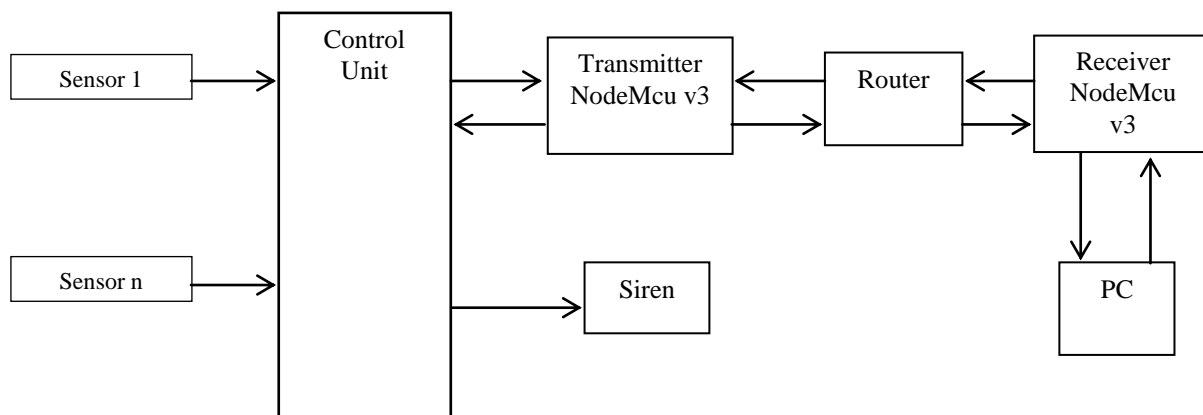 Control
Unit
Sensor 1
Transmitter
NodeMcu v3
Router
Receiver
NodeMcu
v3
Sensor n
Siren
PC